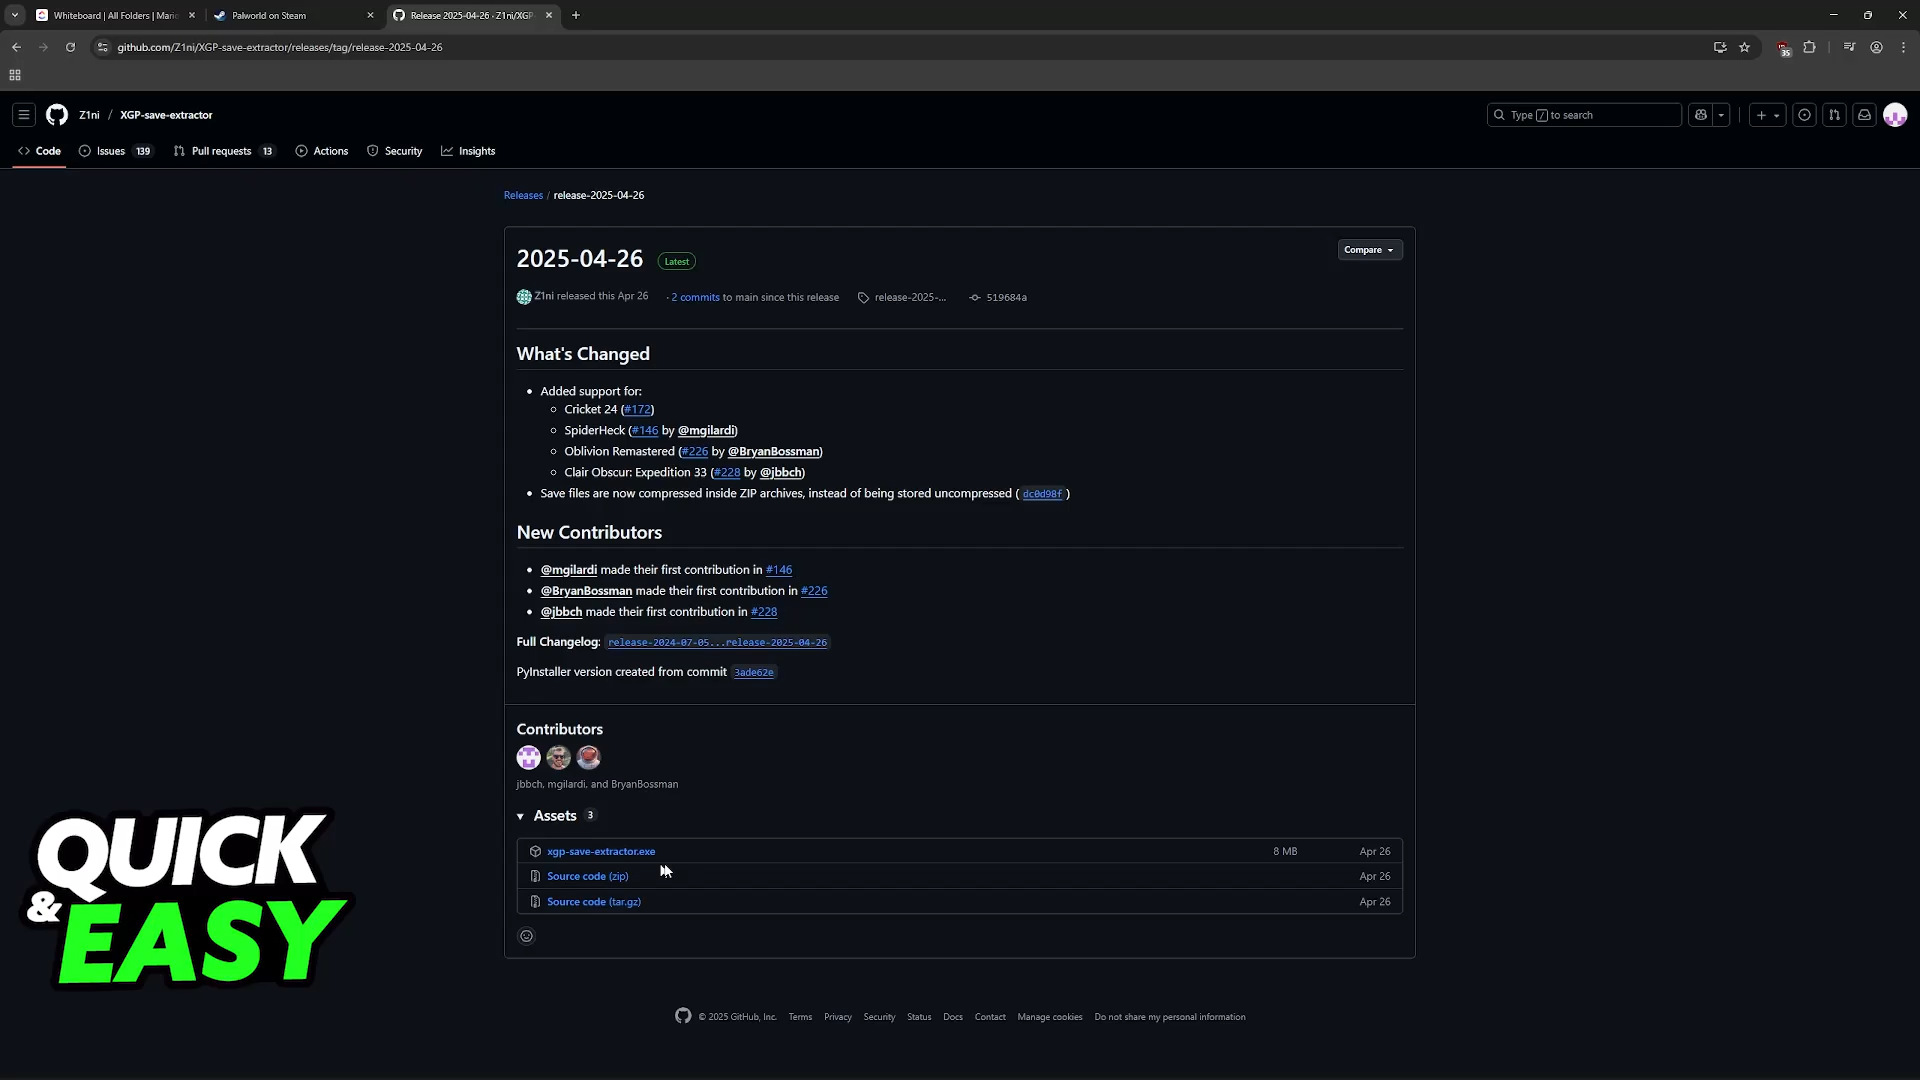 Whiteboard | All Folders | Mari
Palworld on Steam
Release 2025-04-26 · Z1ni/XGP-
github.com/Z1ni/XGP-save-extractor/releases/tag/release-2025-04-26
35
Z1ni / XGP-save-extractor
Type / to search
Code
Issues 139
Pull requests 13
Actions
Security
Insights
Releases / release-2025-04-26
2025-04-26 Latest
Compare
Z1ni released this Apr 26 · 2 commits to main since this release release-2025-... 519684a
What's Changed
Added support for:
Cricket 24 (#172)
SpiderHeck (#146 by @mgilardi)
Oblivion Remastered (#226 by @BryanBossman)
Clair Obscur: Expedition 33 (#228 by @jbbch)
Save files are now compressed inside ZIP archives, instead of being stored uncompressed ( dc0d98f )
New Contributors
@mgilardi made their first contribution in #146
@BryanBossman made their first contribution in #226
@jbbch made their first contribution in #228
Full Changelog: release-2024-07-05...release-2025-04-26
PyInstaller version created from commit 3ade62e
Contributors
jbbch, mgilardi, and BryanBossman
Assets 3
xgp-save-extractor.exe 8 MB Apr 26
Source code (zip) Apr 26
Source code (tar.gz) Apr 26
QUICK
& EASY
© 2025 GitHub, Inc. Terms Privacy Security Status Docs Contact Manage cookies Do not share my personal information